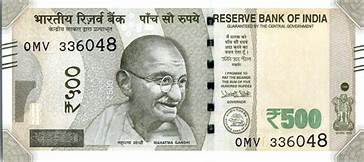 भारतीय रिज़र्व बैंक
पाँच सौ रुपये
RESERVE BANK OF INDIA
केन्द्रीय सरकार द्वारा प्रत्याभूत
GUARANTEED BY THE CENTRAL GOVERNMENT
0MV 336048
I PROMISE TO PAY
THE BEARER
THE SUM OF FIVE
HUNDRED RUPEES
₹500
₹500
महात्मा गांधी MAHATMA GANDHI
0MV 336048